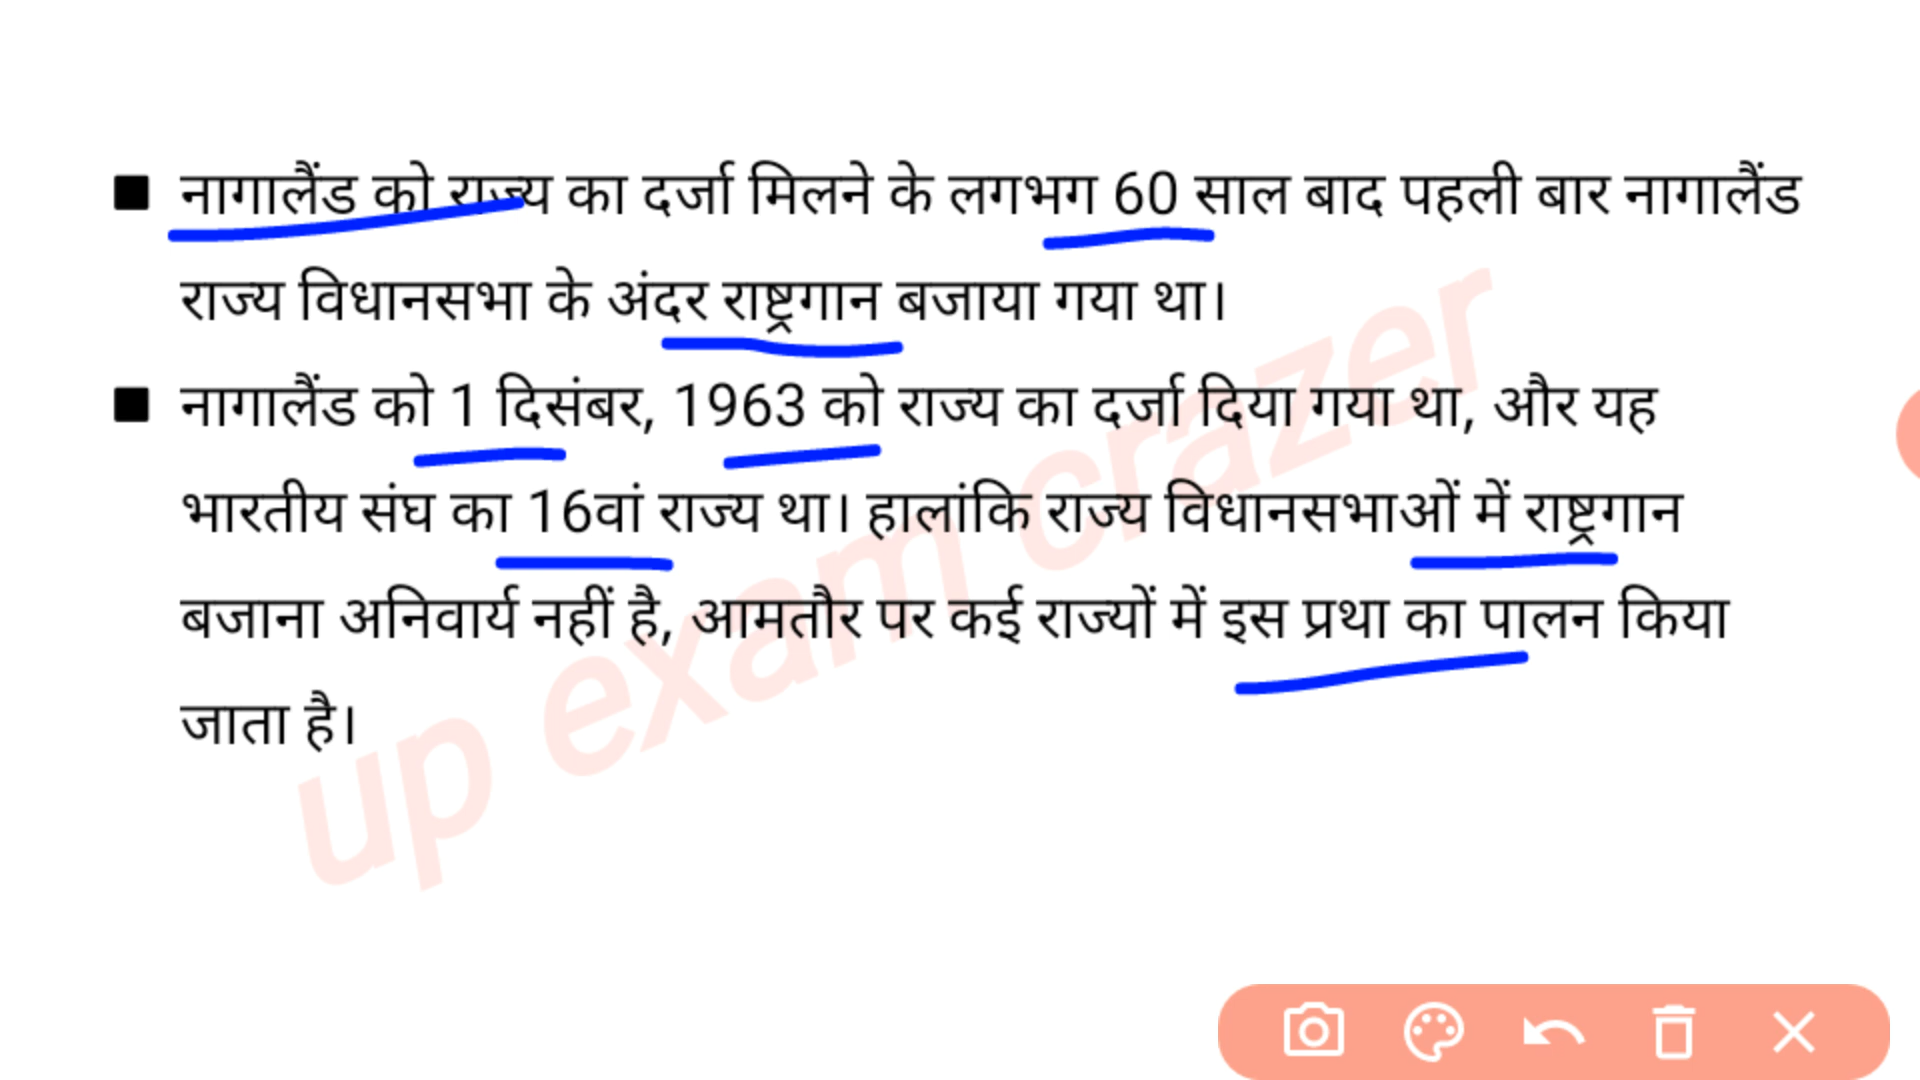 ■ नागालैंड को राज्य का दर्जा मिलने के लगभग 60 साल बाद पहली बार नागालैंड
राज्य विधानसभा के अंदर राष्ट्रगान बजाया गया था।
■ नागालैंड को 1 दिसंबर, 1963 को राज्य का दर्जा दिया गया था, और यह
भारतीय संघ का 16वां राज्य था। हालांकि राज्य विधानसभाओं में राष्ट्रगान
बजाना अनिवार्य नहीं है, आमतौर पर कई राज्यों में इस प्रथा का पालन किया
जाता है।
up exam crazer